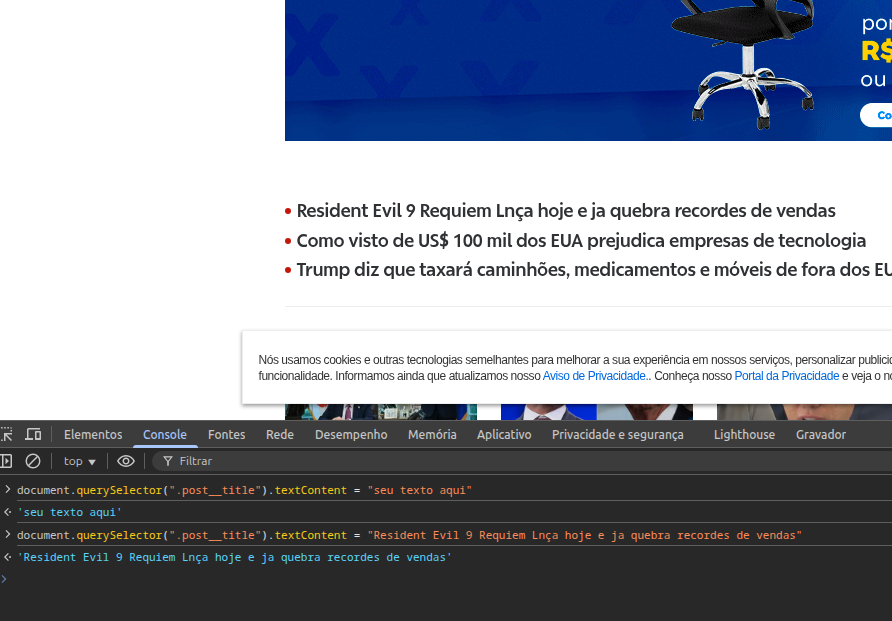 por
R$
ou
Co
Resident Evil 9 Requiem Lnça hoje e ja quebra recordes de vendas
Como visto de US$ 100 mil dos EUA prejudica empresas de tecnologia
Trump diz que taxará caminhões, medicamentos e móveis de fora dos EU
Nós usamos cookies e outras tecnologias semelhantes para melhorar a sua experiência em nossos serviços, personalizar publici
funcionalidade. Informamos ainda que atualizamos nosso Aviso de Privacidade.. Conheça nosso Portal da Privacidade e veja o no
Elementos Console Fontes Rede Desempenho Memória Aplicativo Privacidade e segurança Lighthouse Gravador
top Filtrar
document.querySelector(".post__title").textContent = "seu texto aqui"
'seu texto aqui'
document.querySelector(".post__title").textContent = "Resident Evil 9 Requiem Lnça hoje e ja quebra recordes de vendas"
'Resident Evil 9 Requiem Lnça hoje e ja quebra recordes de vendas'